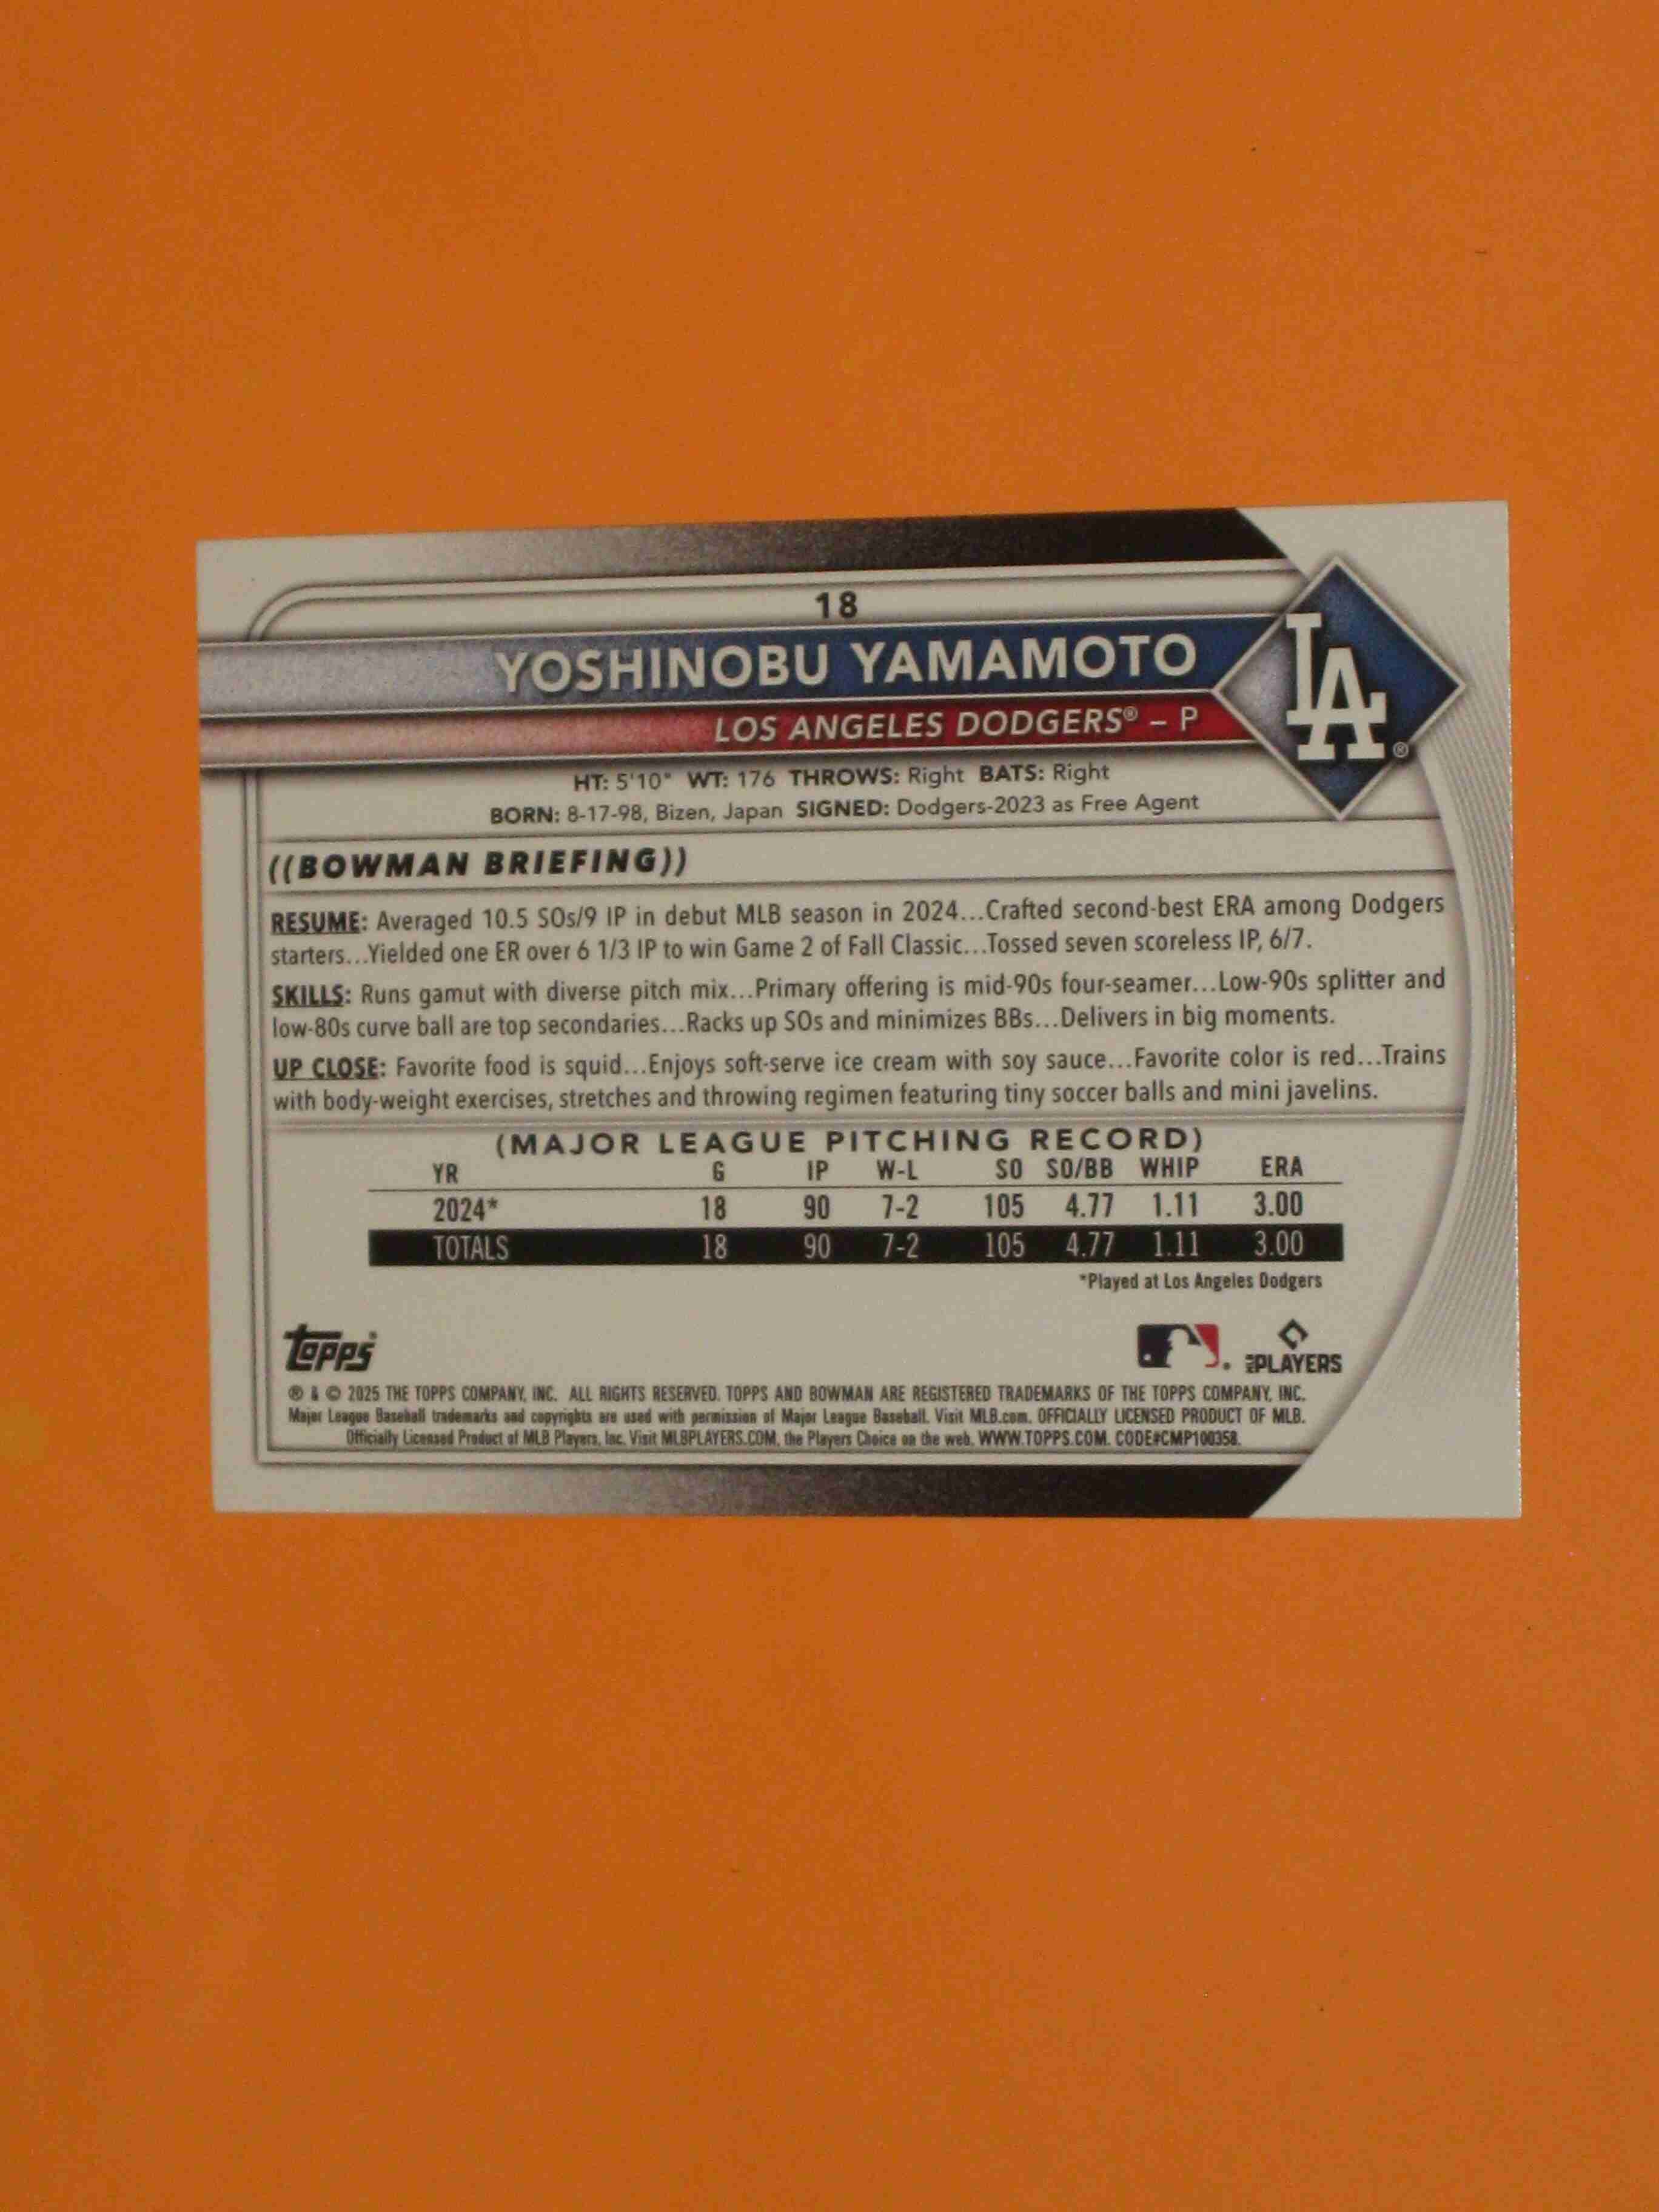 18
YOSHINOBU YAMAMOTO
LOS ANGELES DODGERS® – P
LA®
HT: 5'10" WT: 176 THROWS: Right BATS: Right
BORN: 8-17-98, Bizen, Japan SIGNED: Dodgers-2023 as Free Agent
((BOWMAN BRIEFING))
RESUME: Averaged 10.5 SOs/9 IP in debut MLB season in 2024...Crafted second-best ERA among Dodgers
starters...Yielded one ER over 6 1/3 IP to win Game 2 of Fall Classic...Tossed seven scoreless IP, 6/7.
SKILLS: Runs gamut with diverse pitch mix...Primary offering is mid-90s four-seamer...Low-90s splitter and
low-80s curve ball are top secondaries...Racks up SOs and minimizes BBs...Delivers in big moments.
UP CLOSE: Favorite food is squid...Enjoys soft-serve ice cream with soy sauce...Favorite color is red...Trains
with body-weight exercises, stretches and throwing regimen featuring tiny soccer balls and mini javelins.
(MAJOR LEAGUE PITCHING RECORD)
YR G IP W-L SO SO/BB WHIP ERA
2024* 18 90 7-2 105 4.77 1.11 3.00
TOTALS 18 90 7-2 105 4.77 1.11 3.00
*Played at Los Angeles Dodgers
topps
PLAYERS
® & © 2025 THE TOPPS COMPANY, INC. ALL RIGHTS RESERVED. TOPPS AND BOWMAN ARE REGISTERED TRADEMARKS OF THE TOPPS COMPANY, INC.
Major League Baseball trademarks and copyrights are used with permission of Major League Baseball. Visit MLB.com. OFFICIALLY LICENSED PRODUCT OF MLB.
Officially Licensed Product of MLB Players, Inc. Visit MLBPLAYERS.COM, the Players Choice on the web. WWW.TOPPS.COM. CODE#CMP100358.